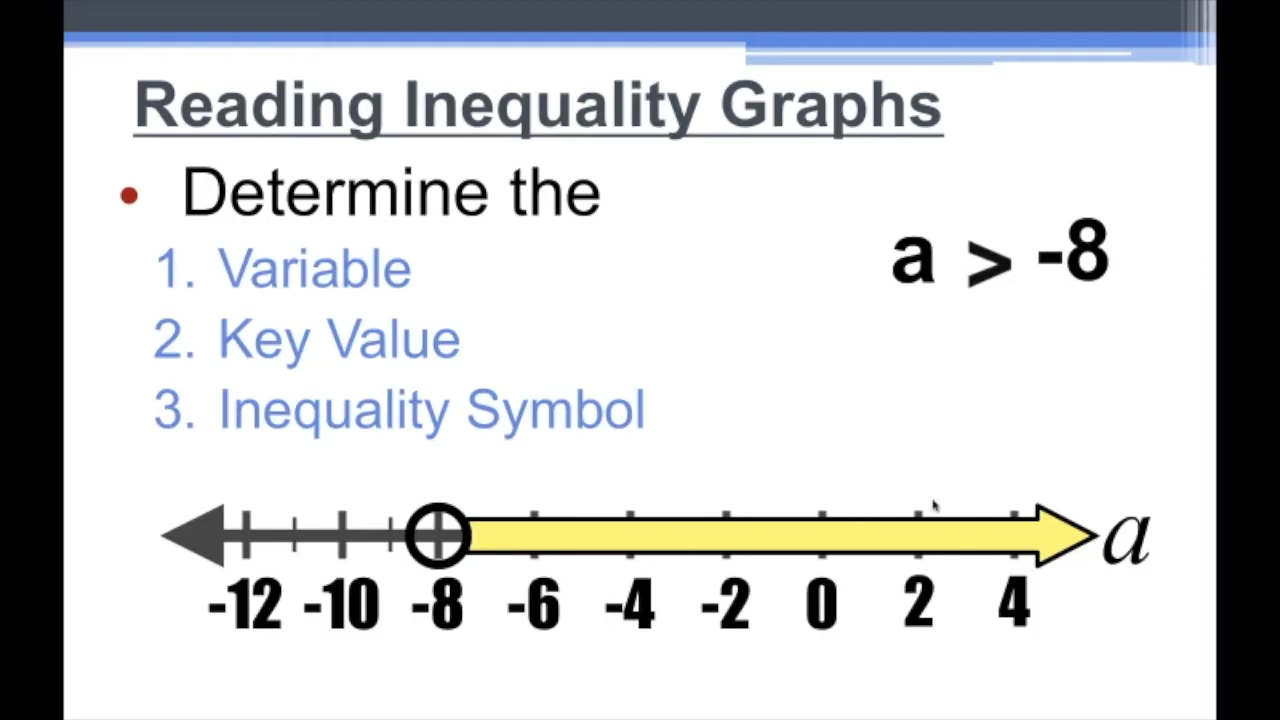 Reading Inequality Graphs
• Determine the
a > -8
1. Variable
2. Key Value
3. Inequality Symbol
a
-12 -10 -8 -6 -4 -2 0 2 4